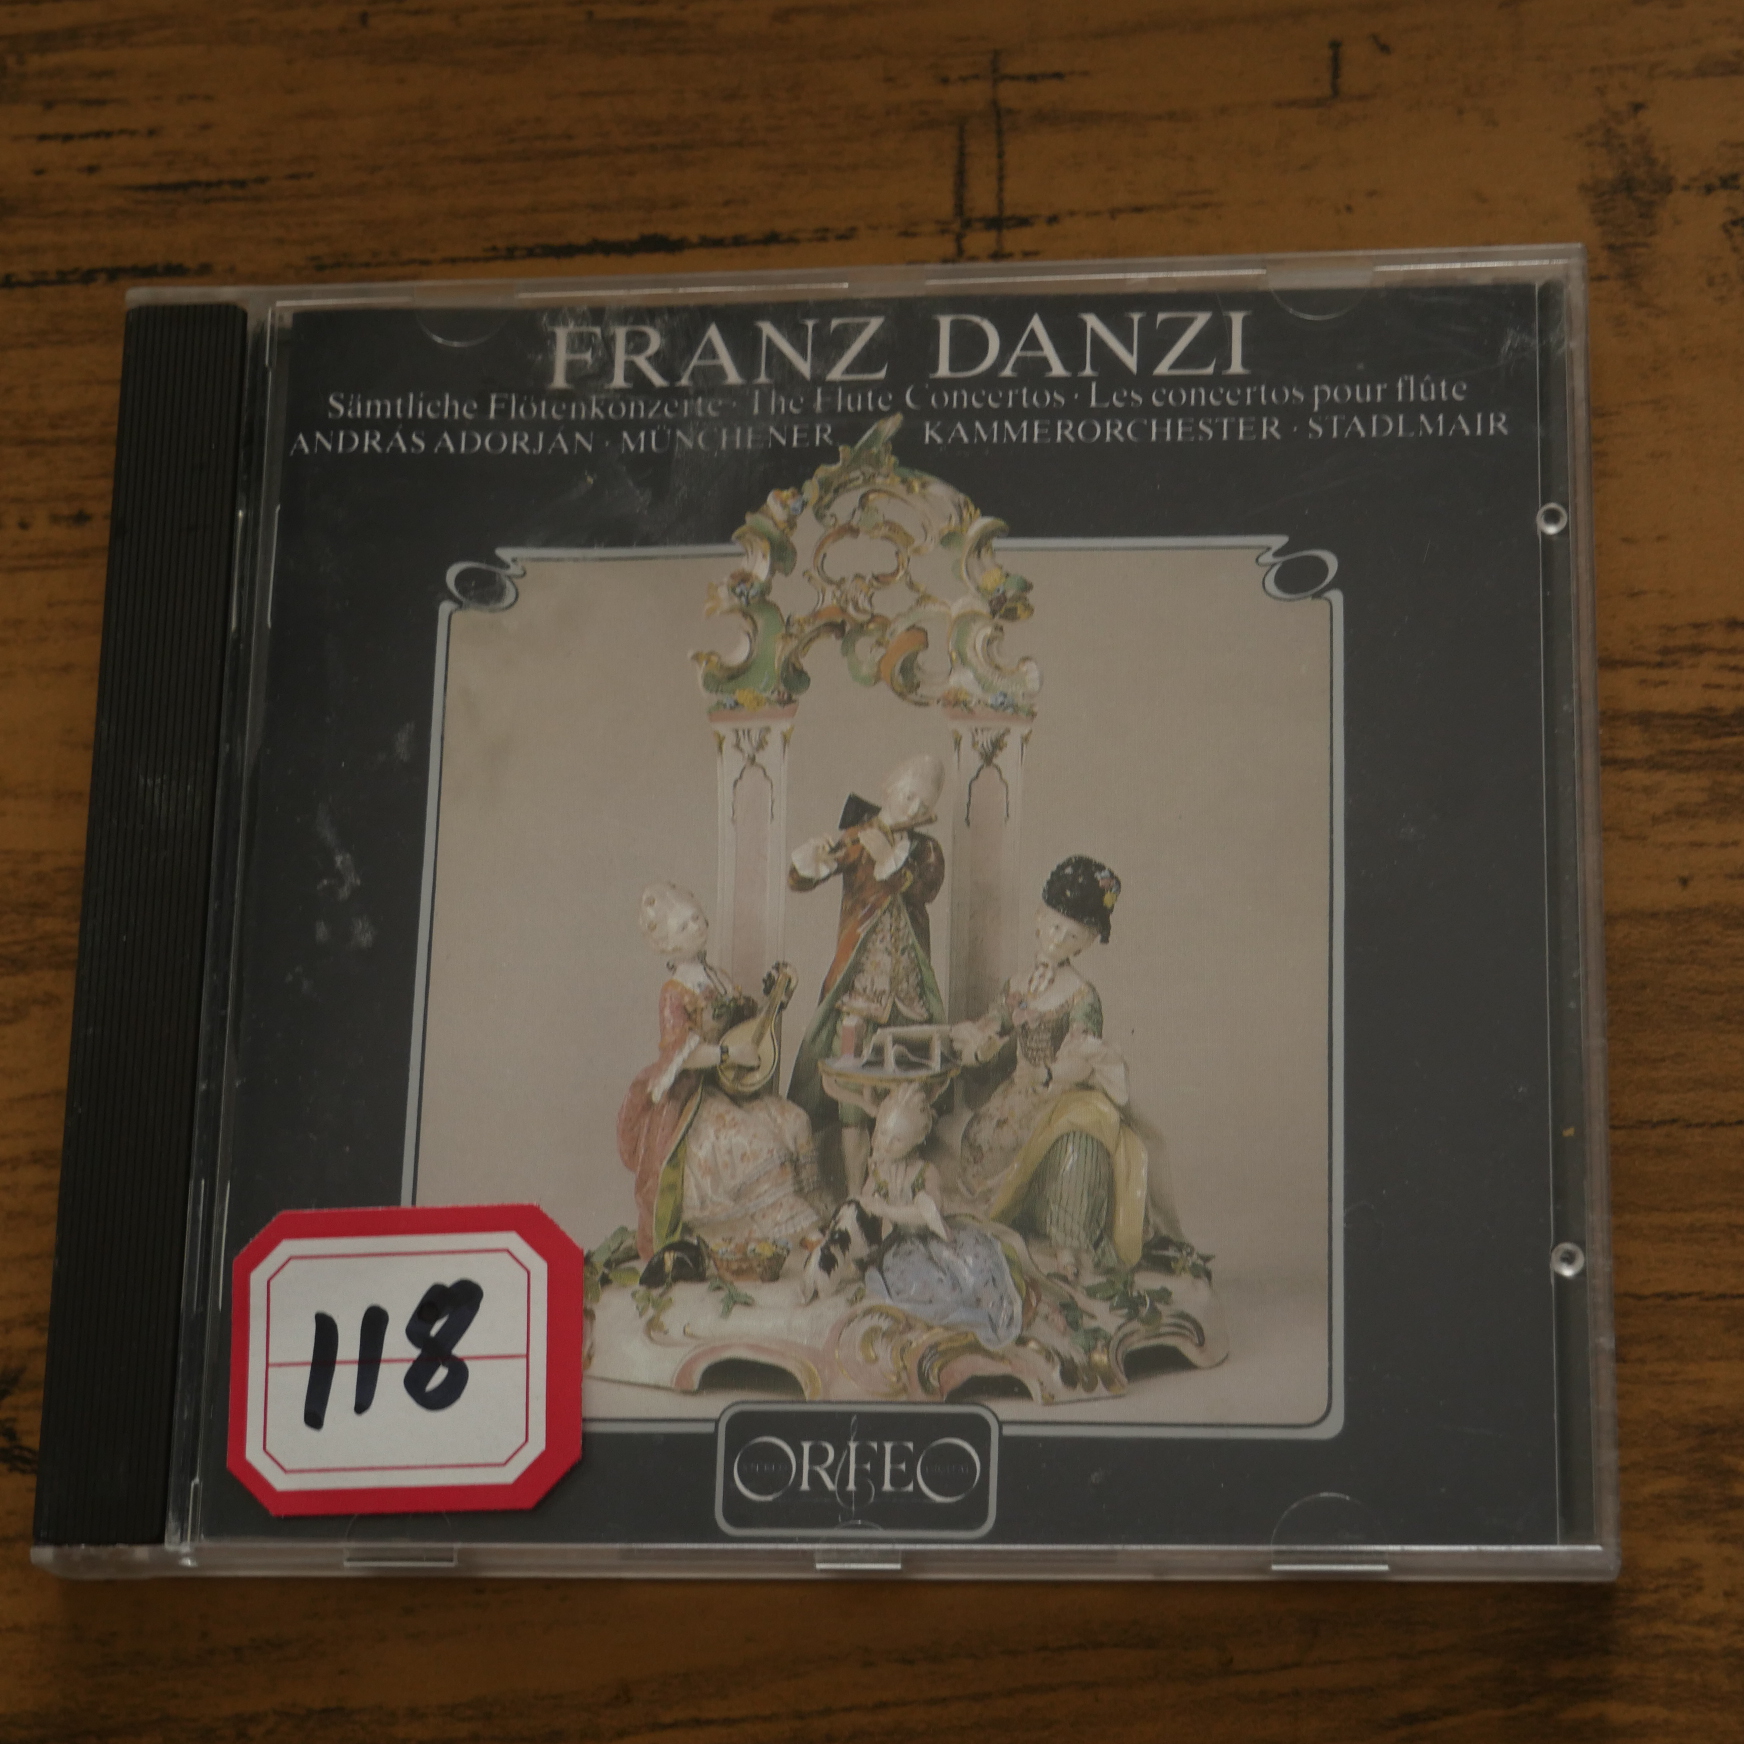 FRANZ DANZI
Sämtliche Flötenkonzerte · The Flute Concertos · Les concertos pour flûte
ANDRÁS ADORJÁN · MÜNCHENER KAMMERORCHESTER · STADLMAIR
118
ORFEO